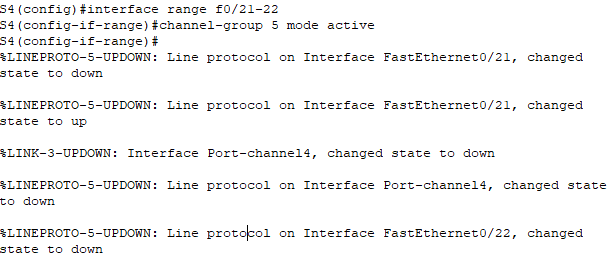 S4(config)#interface range f0/21-22
S4(config-if-range)#channel-group 5 mode active
S4(config-if-range)#
%LINEPROTO-5-UPDOWN: Line protocol on Interface FastEthernet0/21, changed
state to down
%LINEPROTO-5-UPDOWN: Line protocol on Interface FastEthernet0/21, changed
state to up
%LINK-3-UPDOWN: Interface Port-channel4, changed state to down
%LINEPROTO-5-UPDOWN: Line protocol on Interface Port-channel4, changed state
to down
%LINEPROTO-5-UPDOWN: Line protocol on Interface FastEthernet0/22, changed
state to down